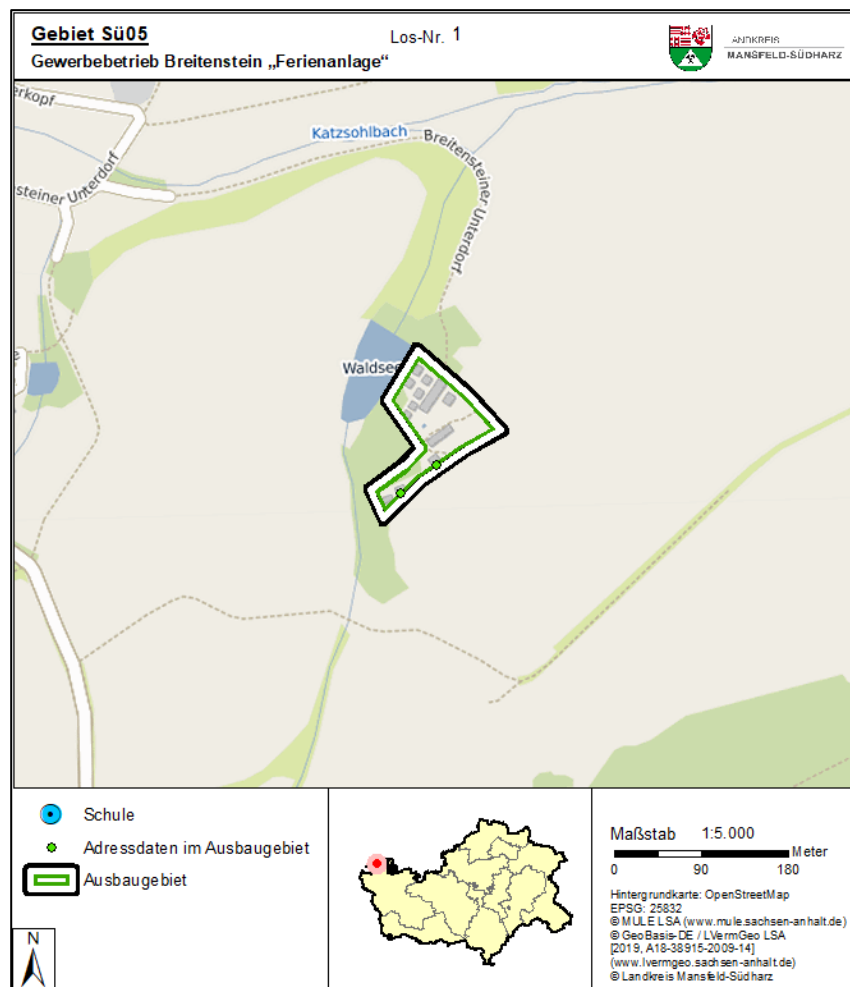 Gebiet Sü05
Los-Nr. 1
Gewerbebetrieb Breitenstein „Ferienanlage“
ANDKREIS
MANSFELD-SÜDHARZ
erkopf
Katzsohlbach
Breitensteiner Unterdorf
steiner Unterdorf
Waldsee
Schule
Adressdaten im Ausbaugebiet
Ausbaugebiet
N
Maßstab 1:5.000
Meter
0 90 180
Hintergrundkarte: OpenStreetMap
EPSG: 25832
© MULE LSA (www.mule.sachsen-anhalt.de)
© GeoBasis-DE / LVermGeo LSA
[2019, A18-38915-2009-14]
(www.lvermgeo.sachsen-anhalt.de)
© Landkreis Mansfeld-Südharz